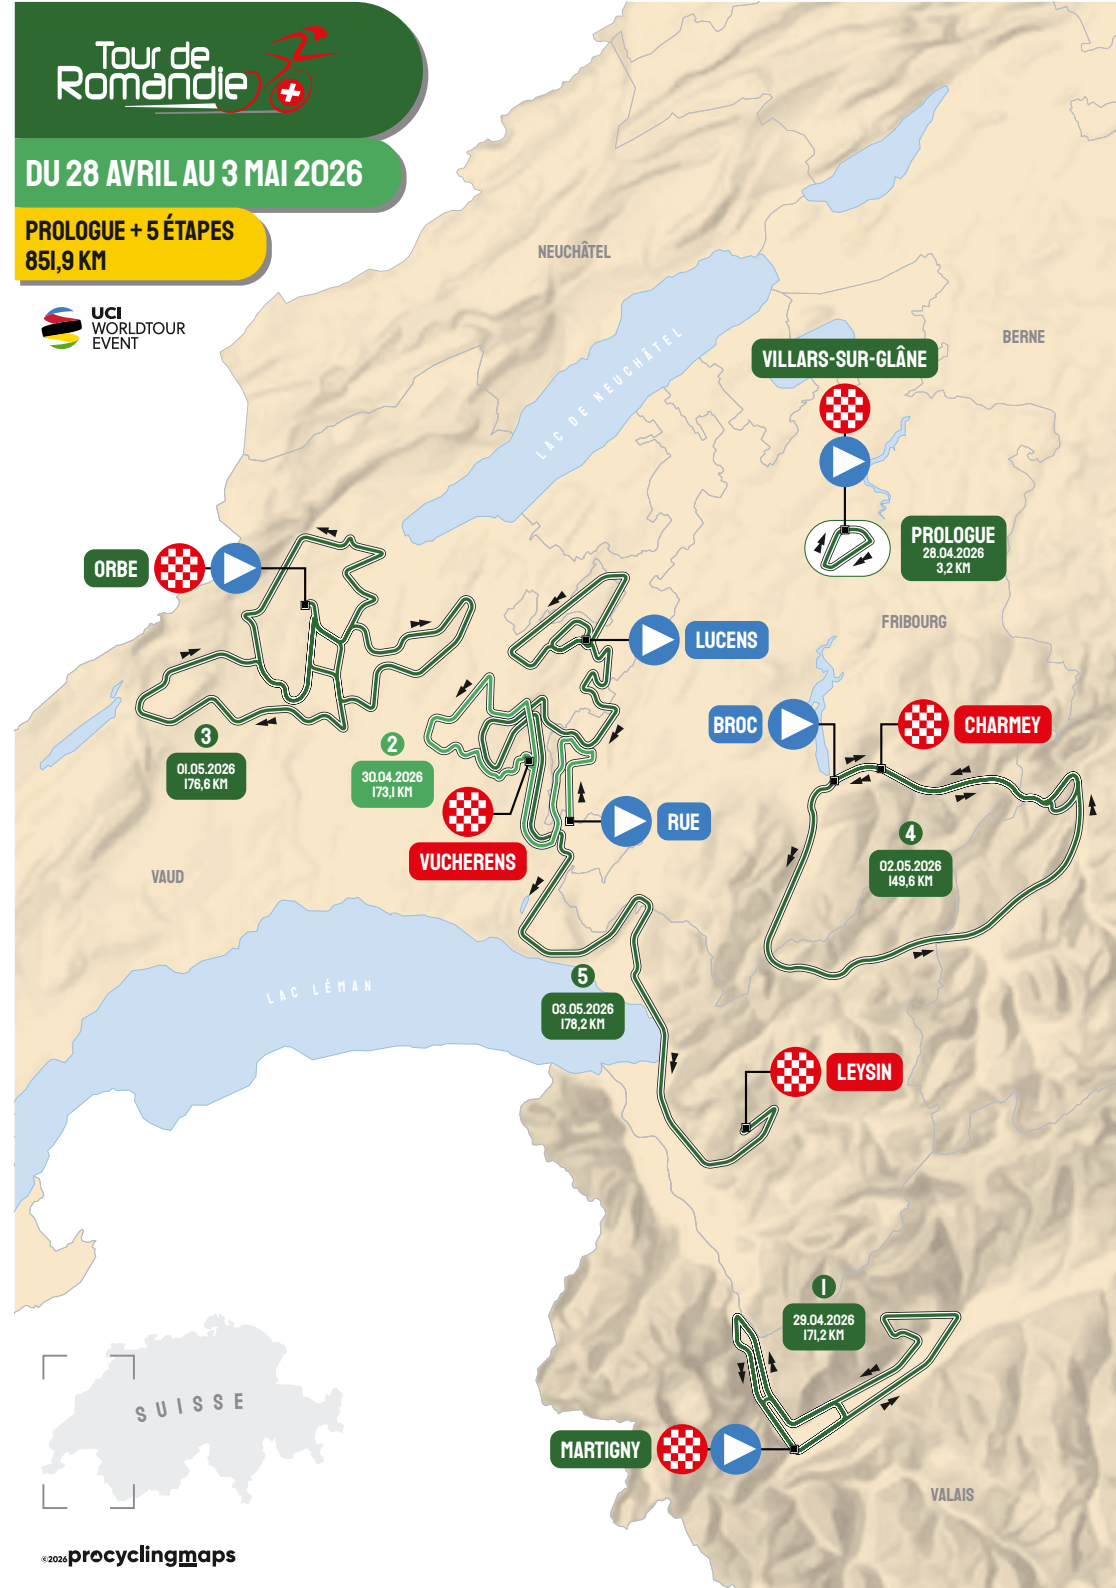 Tour de
Romandie
DU 28 AVRIL AU 3 MAI 2026
PROLOGUE + 5 ÉTAPES
851,9 KM
UCI
WORLDTOUR
EVENT
NEUCHÂTEL
BERNE
LAC DE NEUCHÂTEL
VILLARS-SUR-GLÂNE
PROLOGUE
28.04.2026
3,2 KM
ORBE
FRIBOURG
LUCENS
BROC
CHARMEY
3
01.05.2026
176,6 KM
2
30.04.2026
173,1 KM
RUE
VUCHERENS
4
02.05.2026
149,6 KM
VAUD
LAC LÉMAN
5
03.05.2026
178,2 KM
LEYSIN
1
29.04.2026
171,2 KM
SUISSE
MARTIGNY
VALAIS
©2026 procyclingmaps